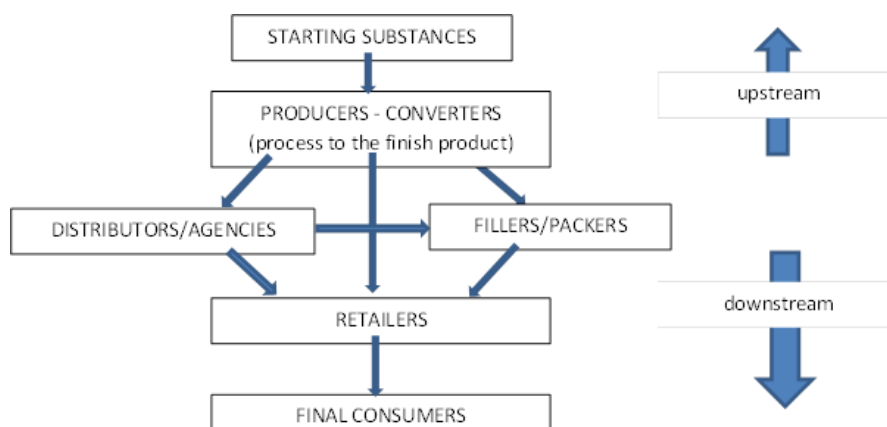 STARTING SUBSTANCES
upstream
PRODUCERS - CONVERTERS
(process to the finish product)
DISTRIBUTORS/AGENCIES
FILLERS/PACKERS
downstream
RETAILERS
FINAL CONSUMERS